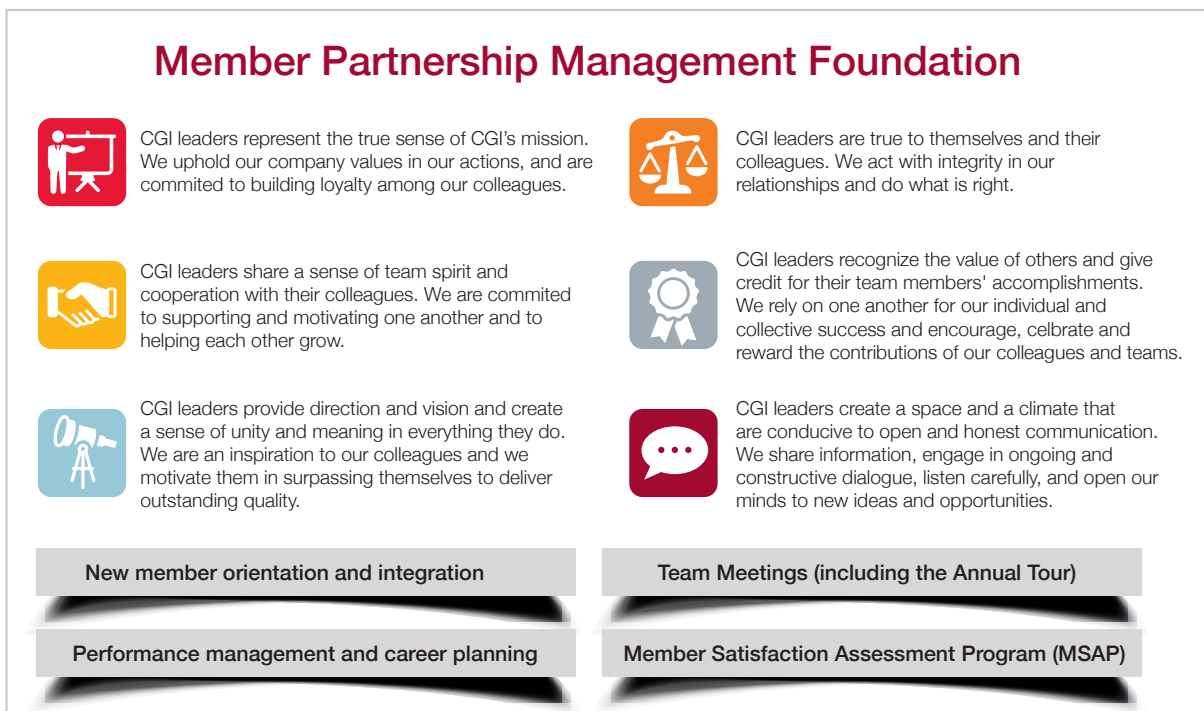 Member Partnership Management Foundation
CGI leaders represent the true sense of CGI's mission.
We uphold our company values in our actions, and are
commited to building loyalty among our colleagues.
CGI leaders are true to themselves and their
colleagues. We act with integrity in our
relationships and do what is right.
CGI leaders share a sense of team spirit and
cooperation with their colleagues. We are commited
to supporting and motivating one another and to
helping each other grow.
CGI leaders recognize the value of others and give
credit for their team members' accomplishments.
We rely on one another for our individual and
collective success and encourage, celbrate and
reward the contributions of our colleagues and teams.
CGI leaders provide direction and vision and create
a sense of unity and meaning in everything they do.
We are an inspiration to our colleagues and we
motivate them in surpassing themselves to deliver
outstanding quality.
CGI leaders create a space and a climate that
are conducive to open and honest communication.
We share information, engage in ongoing and
constructive dialogue, listen carefully, and open our
minds to new ideas and opportunities.
New member orientation and integration
Team Meetings (including the Annual Tour)
Performance management and career planning
Member Satisfaction Assessment Program (MSAP)